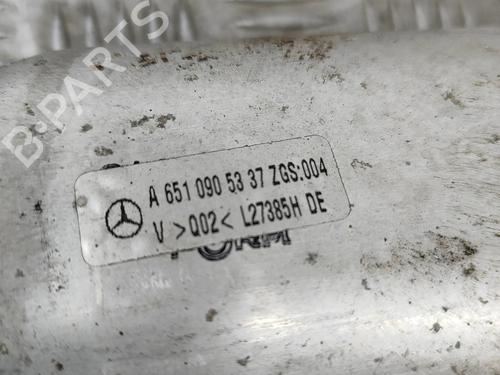 B-PARTS
A 651 090 53 37 ZGS:004
V >Q02< L27385H DE